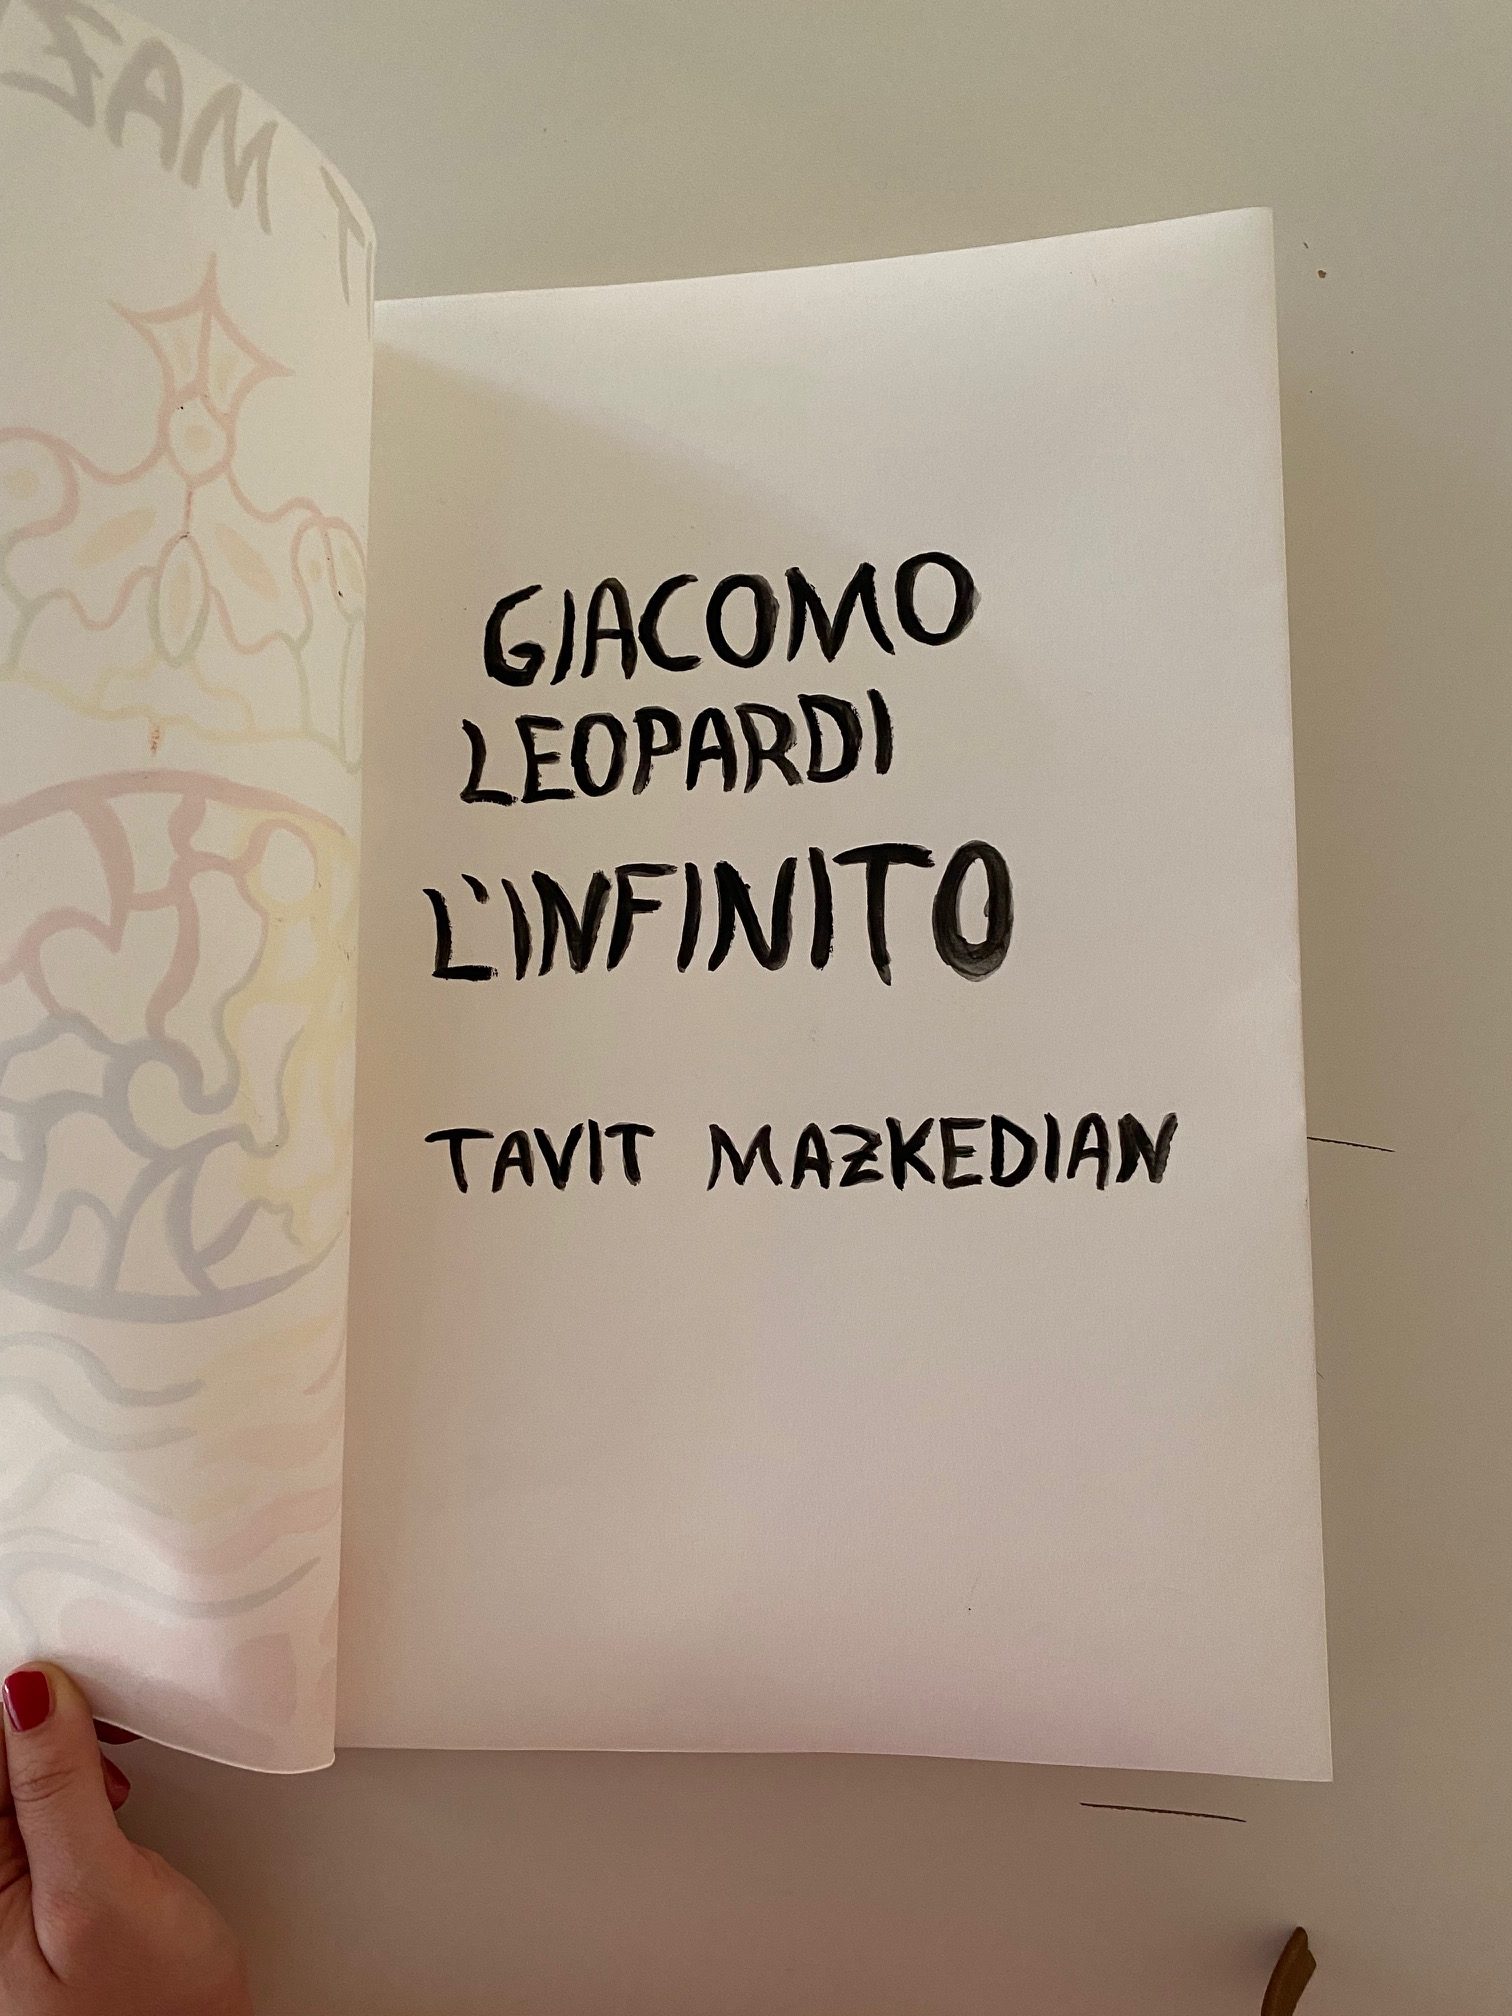 GIACOMO
LEOPARDI
L'INFINITO
TAVIT MAZKEDIAN